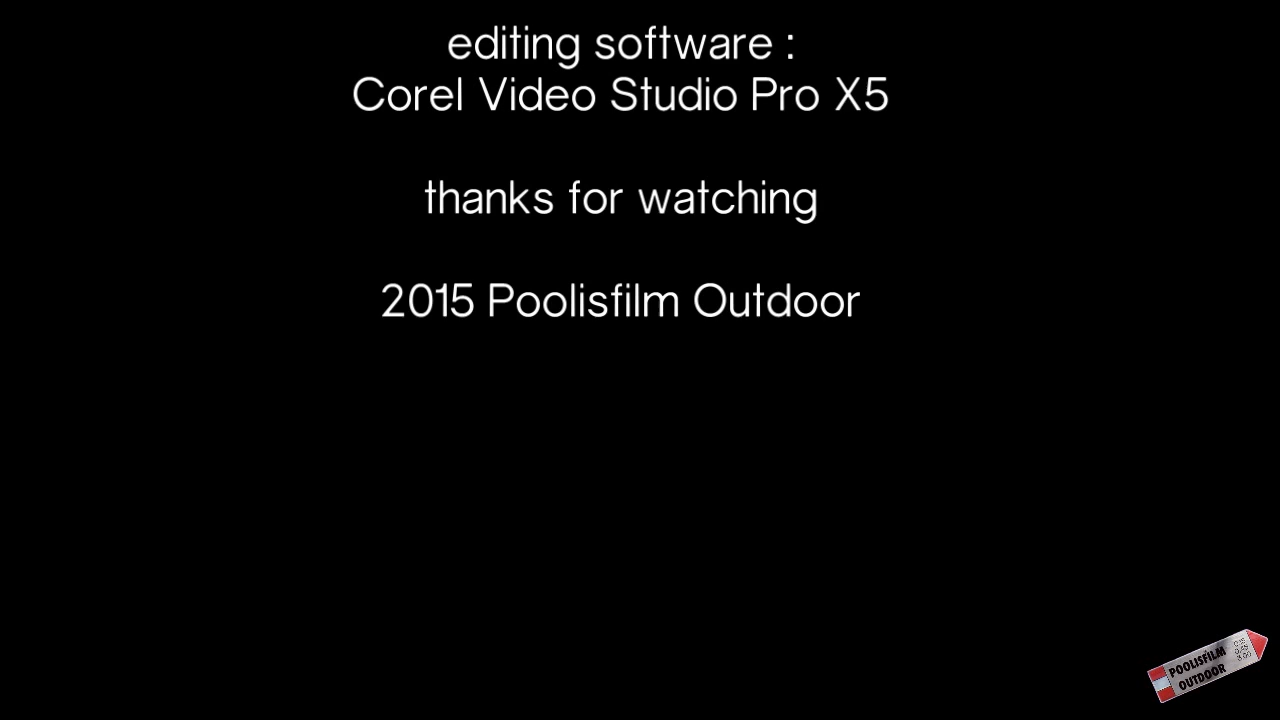 editing software :
Corel Video Studio Pro X5
thanks for watching
2015 Poolisfilm Outdoor
POOLISFILM
OUTDOOR